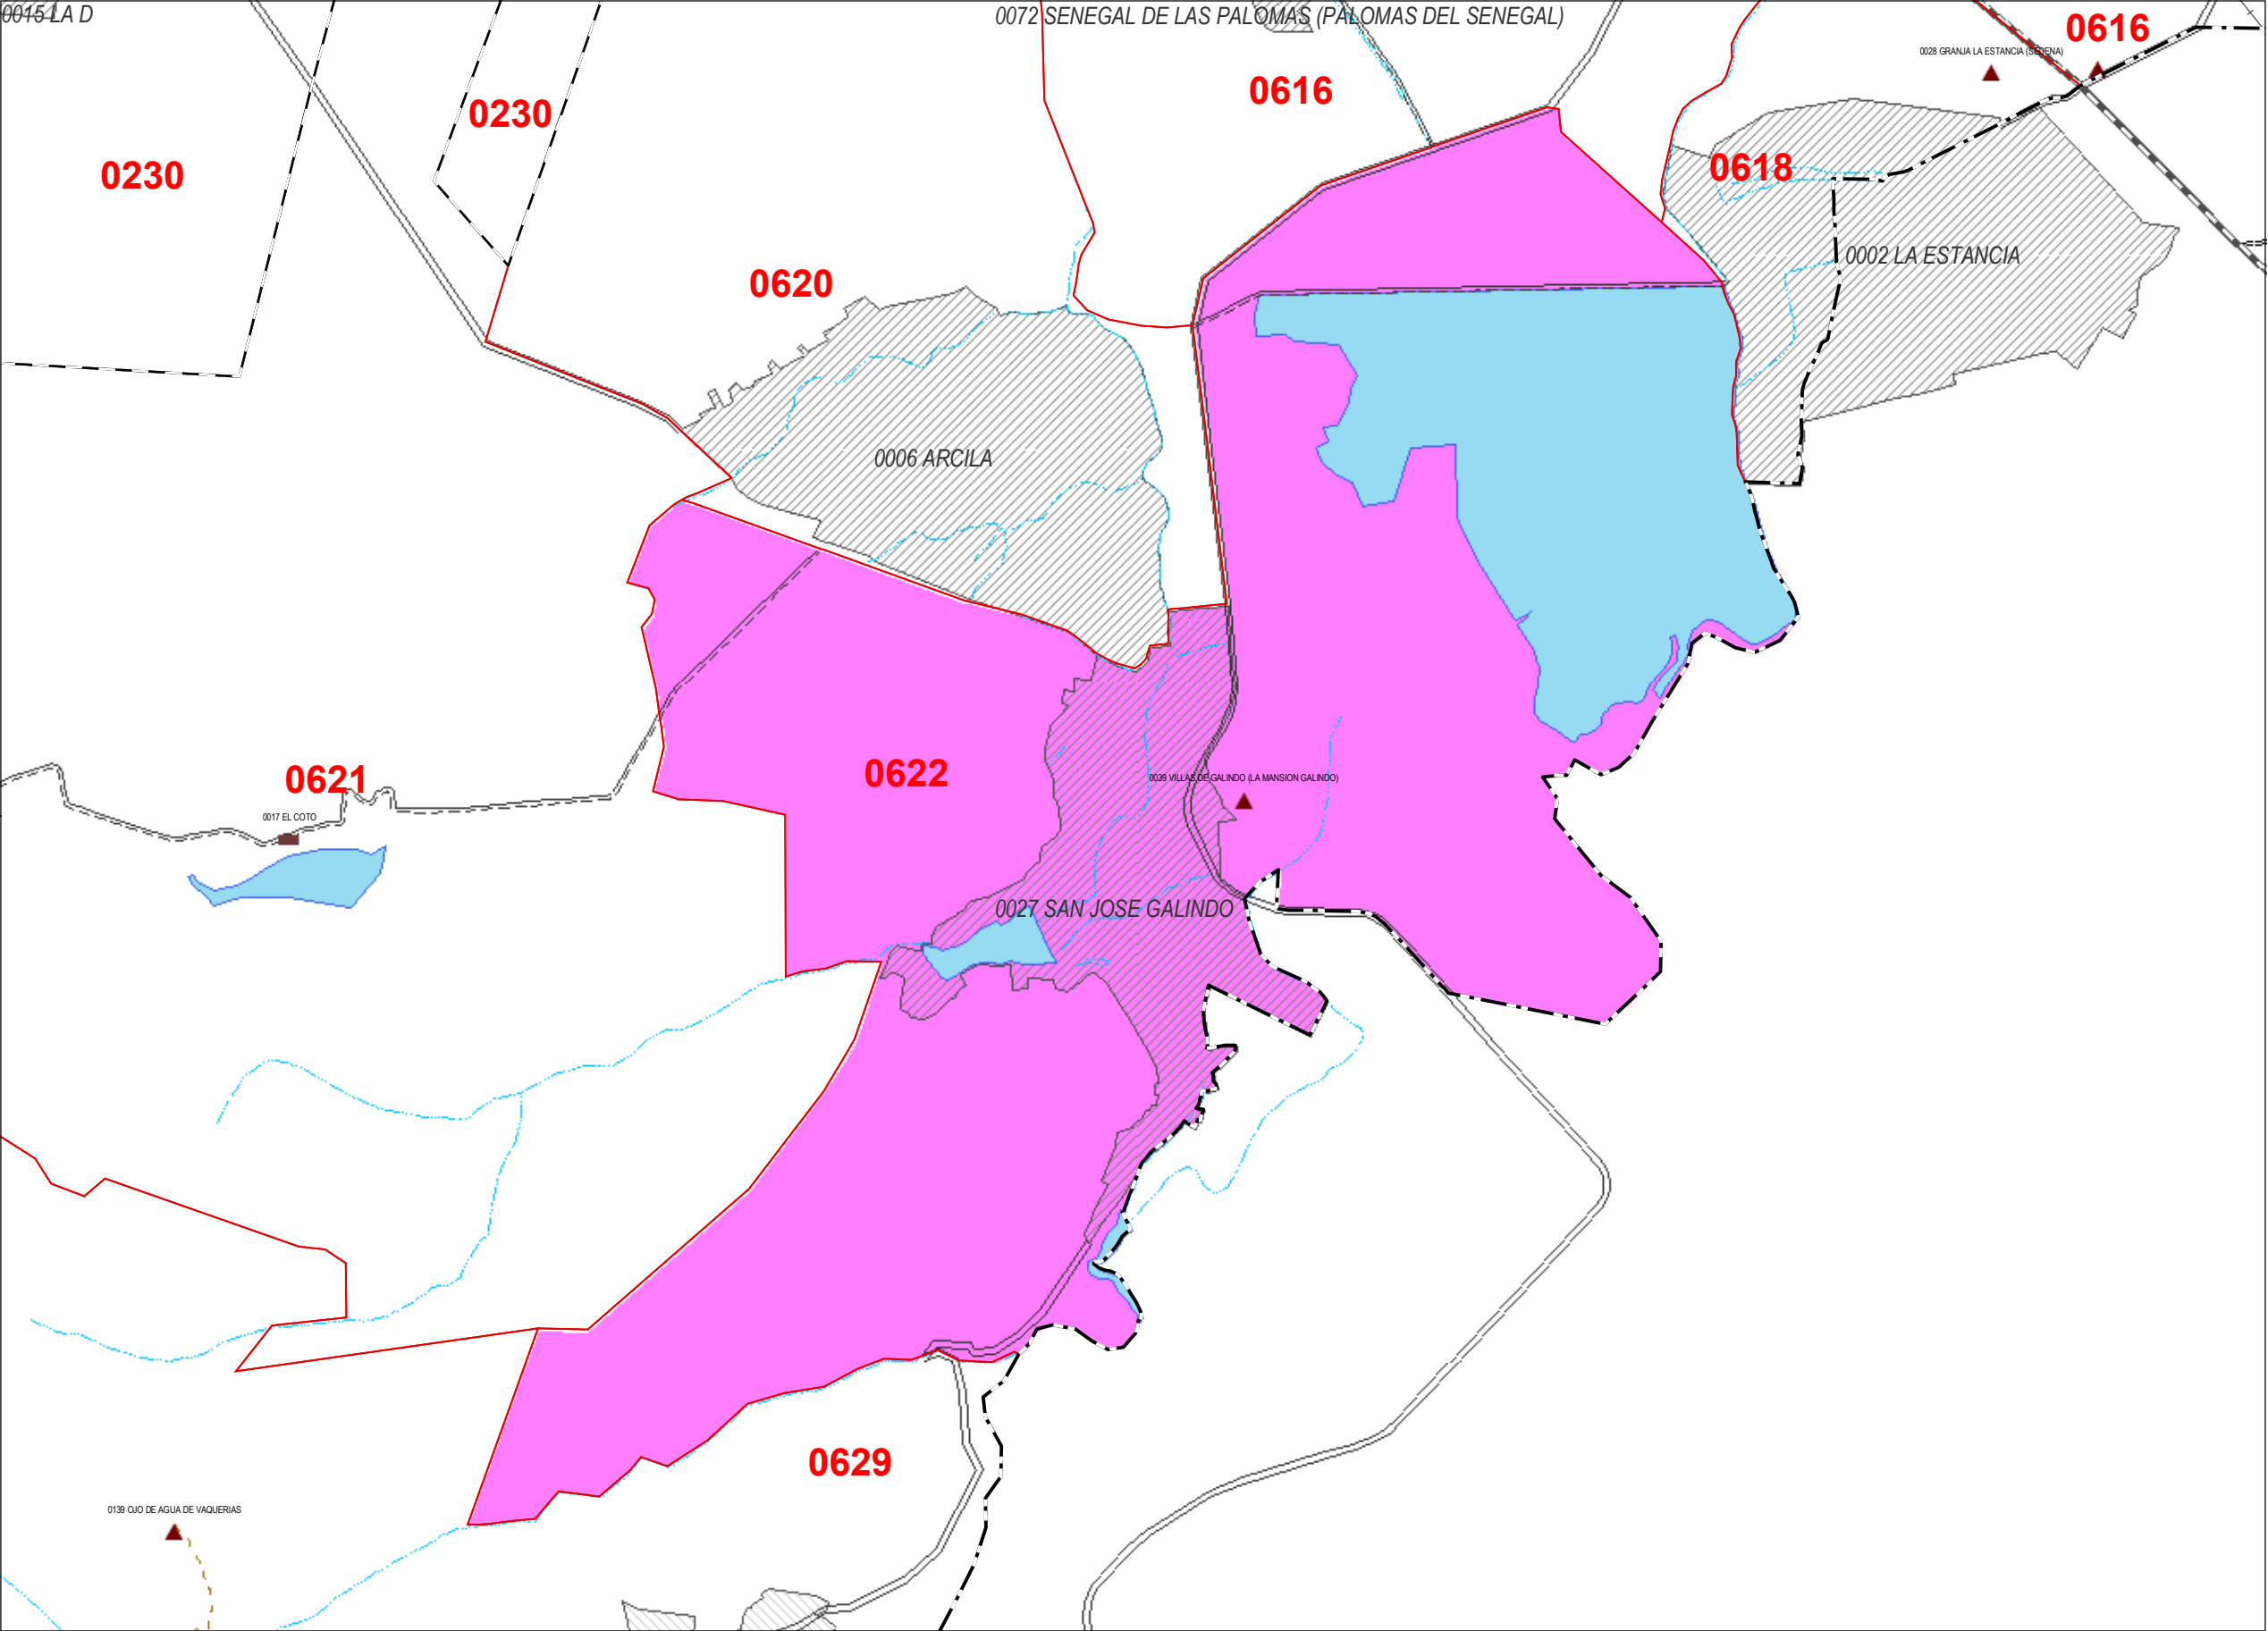 0015 LA D
0072 SENEGAL DE LAS PALOMAS (PALOMAS DEL SENEGAL)
0616
0028 GRANJA LA ESTANCIA (SEDENA)
0616
0230
0230
0618
0002 LA ESTANCIA
0620
0006 ARCILA
0621
0622
0039 VILLAS DE GALINDO (LA MANSION GALINDO)
0017 EL COTO
0027 SAN JOSE GALINDO
0629
0139 OJO DE AGUA DE VAQUERIAS